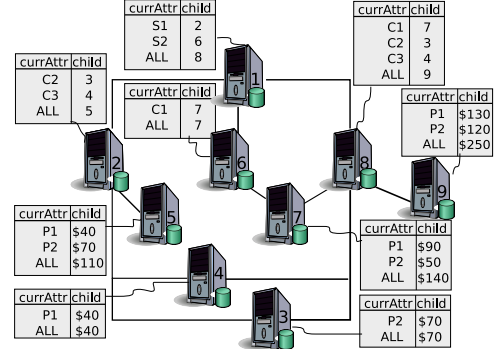 currAttr child
S1 2
S2 6
ALL 8
currAttr child
C1 7
C2 3
C3 4
ALL 9
currAttr child
C2 3
C3 4
ALL 5
currAttr child
C1 7
ALL 7
currAttr child
P1 $130
P2 $120
ALL $250
1
2
6
8
9
5
7
currAttr child
P1 $40
P2 $70
ALL $110
currAttr child
P1 $90
P2 $50
ALL $140
4
currAttr child
P1 $40
ALL $40
3
currAttr child
P2 $70
ALL $70